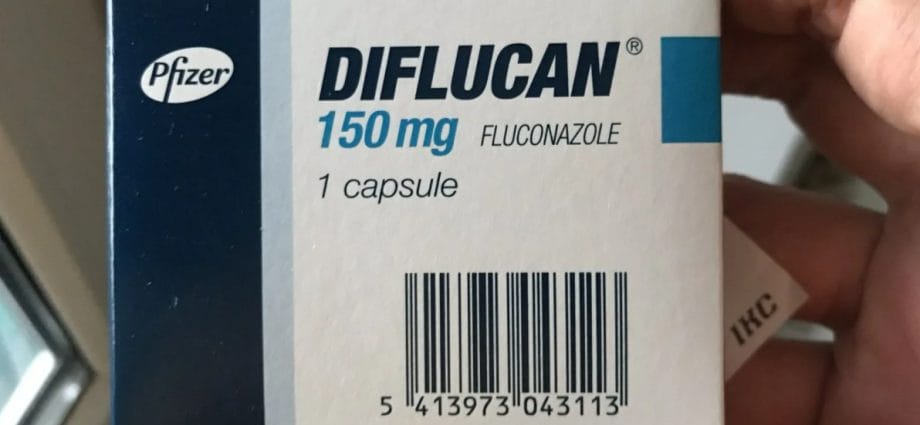 Pfizer
DIFLUCAN®
150 mg FLUCONAZOLE
1 capsule
5 413973 043113
IKC